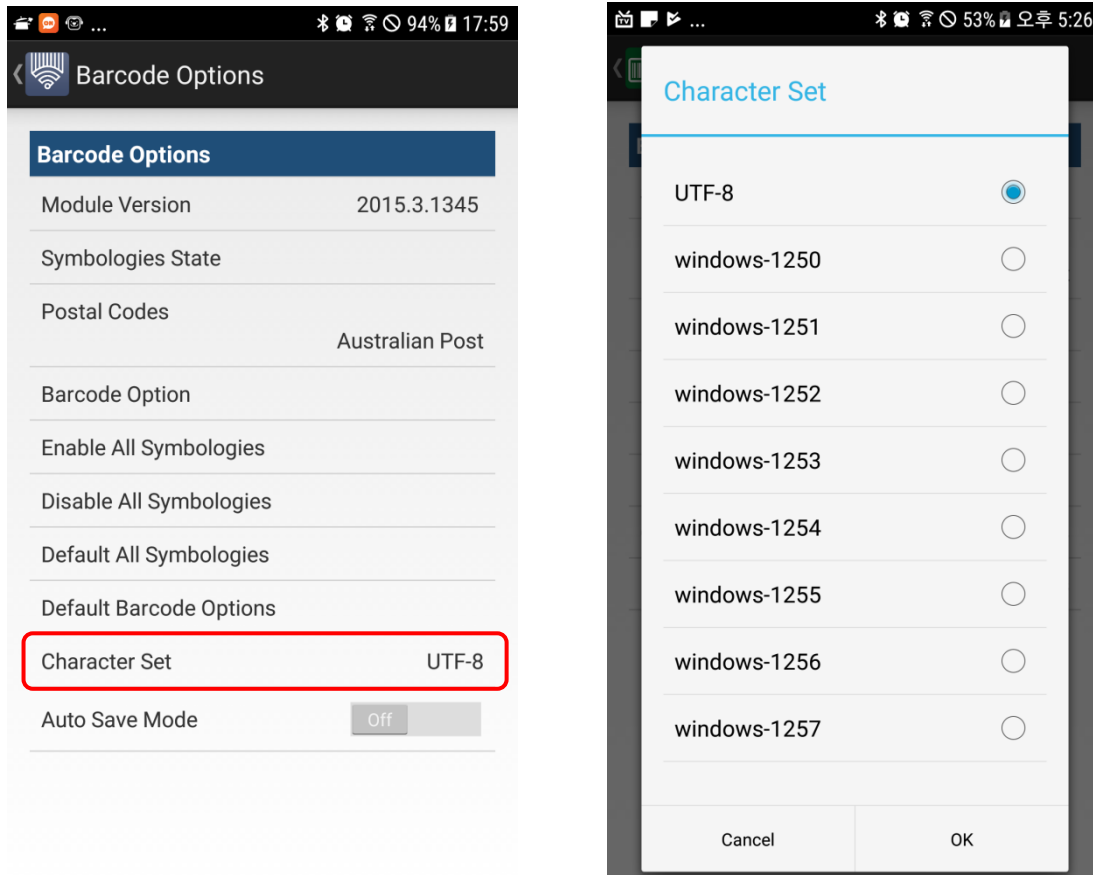 ... 94% 17:59
Barcode Options
Barcode Options
Module Version 2015.3.1345
Symbologies State
Postal Codes
Australian Post
Barcode Option
Enable All Symbologies
Disable All Symbologies
Default All Symbologies
Default Barcode Options
Character Set UTF-8
Auto Save Mode Off
... 53% 오후 5:26
Character Set
UTF-8
windows-1250
windows-1251
windows-1252
windows-1253
windows-1254
windows-1255
windows-1256
windows-1257
Cancel OK